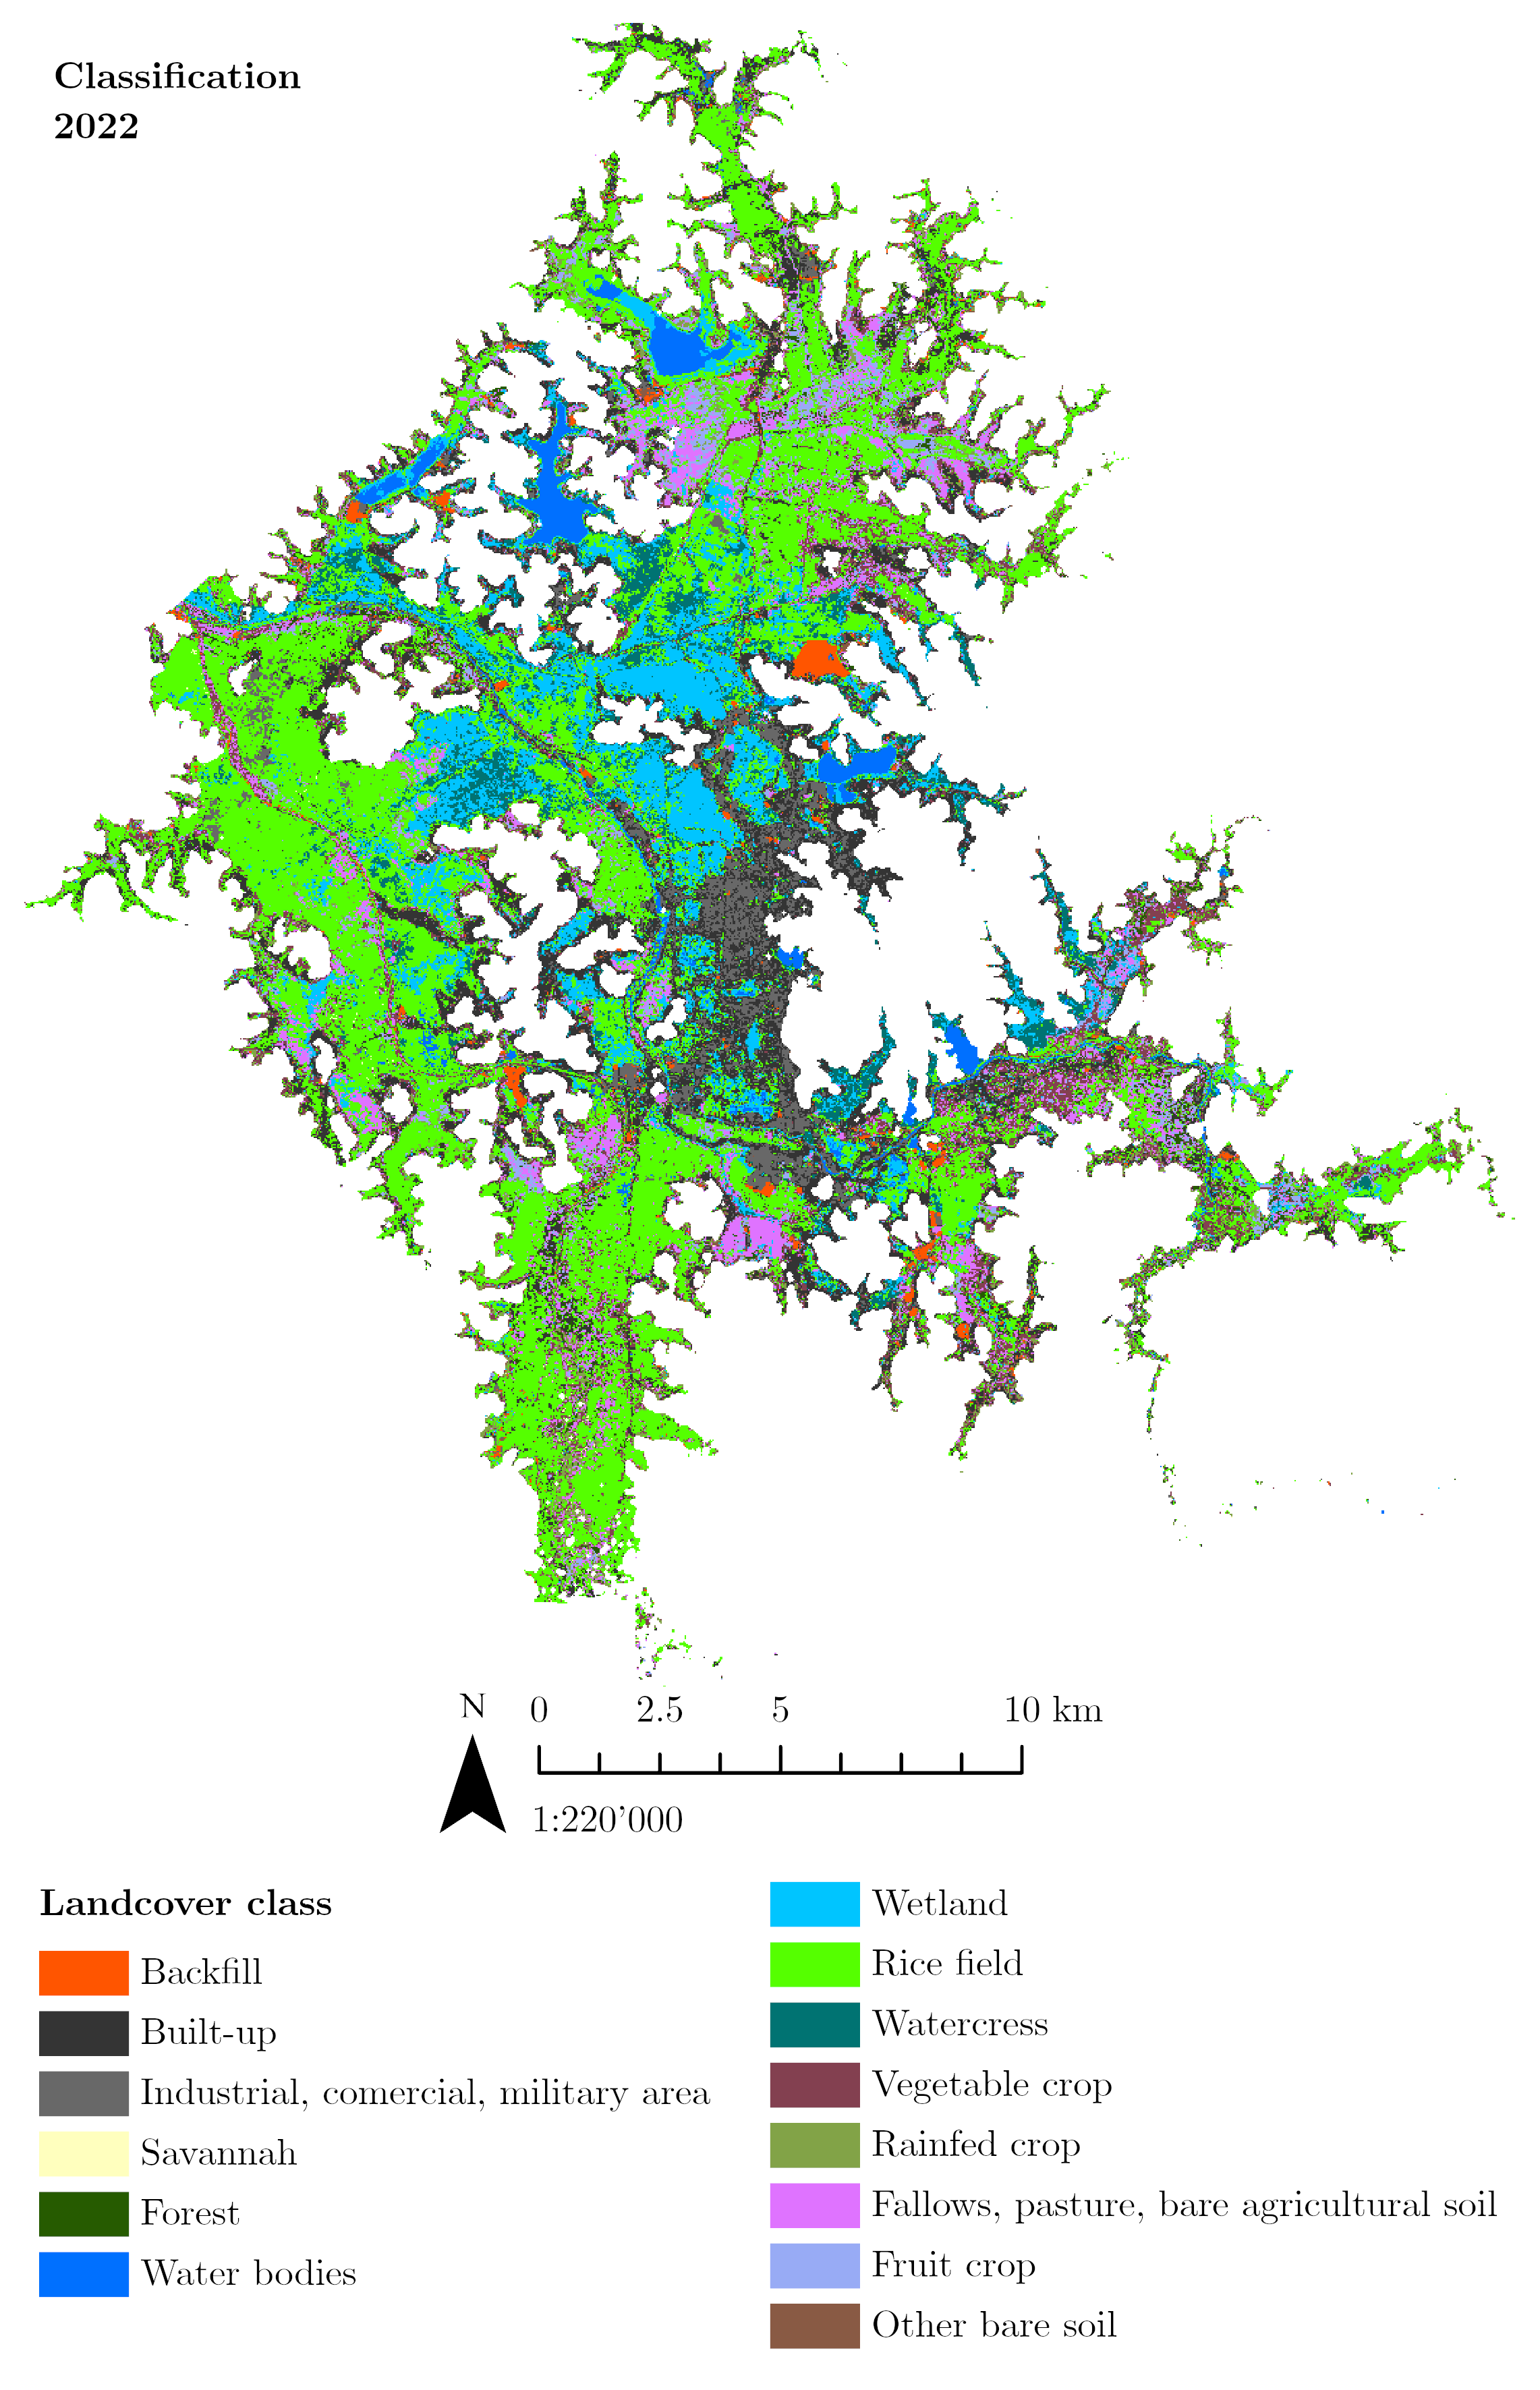 Classification
2022
N
0
2.5
5
10 km
1:220’000
Landcover class
Backfill
Built-up
Industrial, comercial, military area
Savannah
Forest
Water bodies
Wetland
Rice field
Watercress
Vegetable crop
Rainfed crop
Fallows, pasture, bare agricultural soil
Fruit crop
Other bare soil